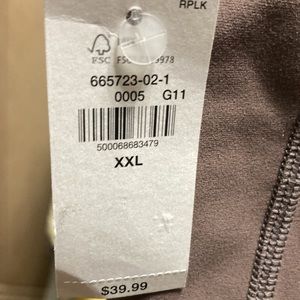 RPLK
FSC
665723-02-1
0005 G11
500068683479
XXL
$39.99